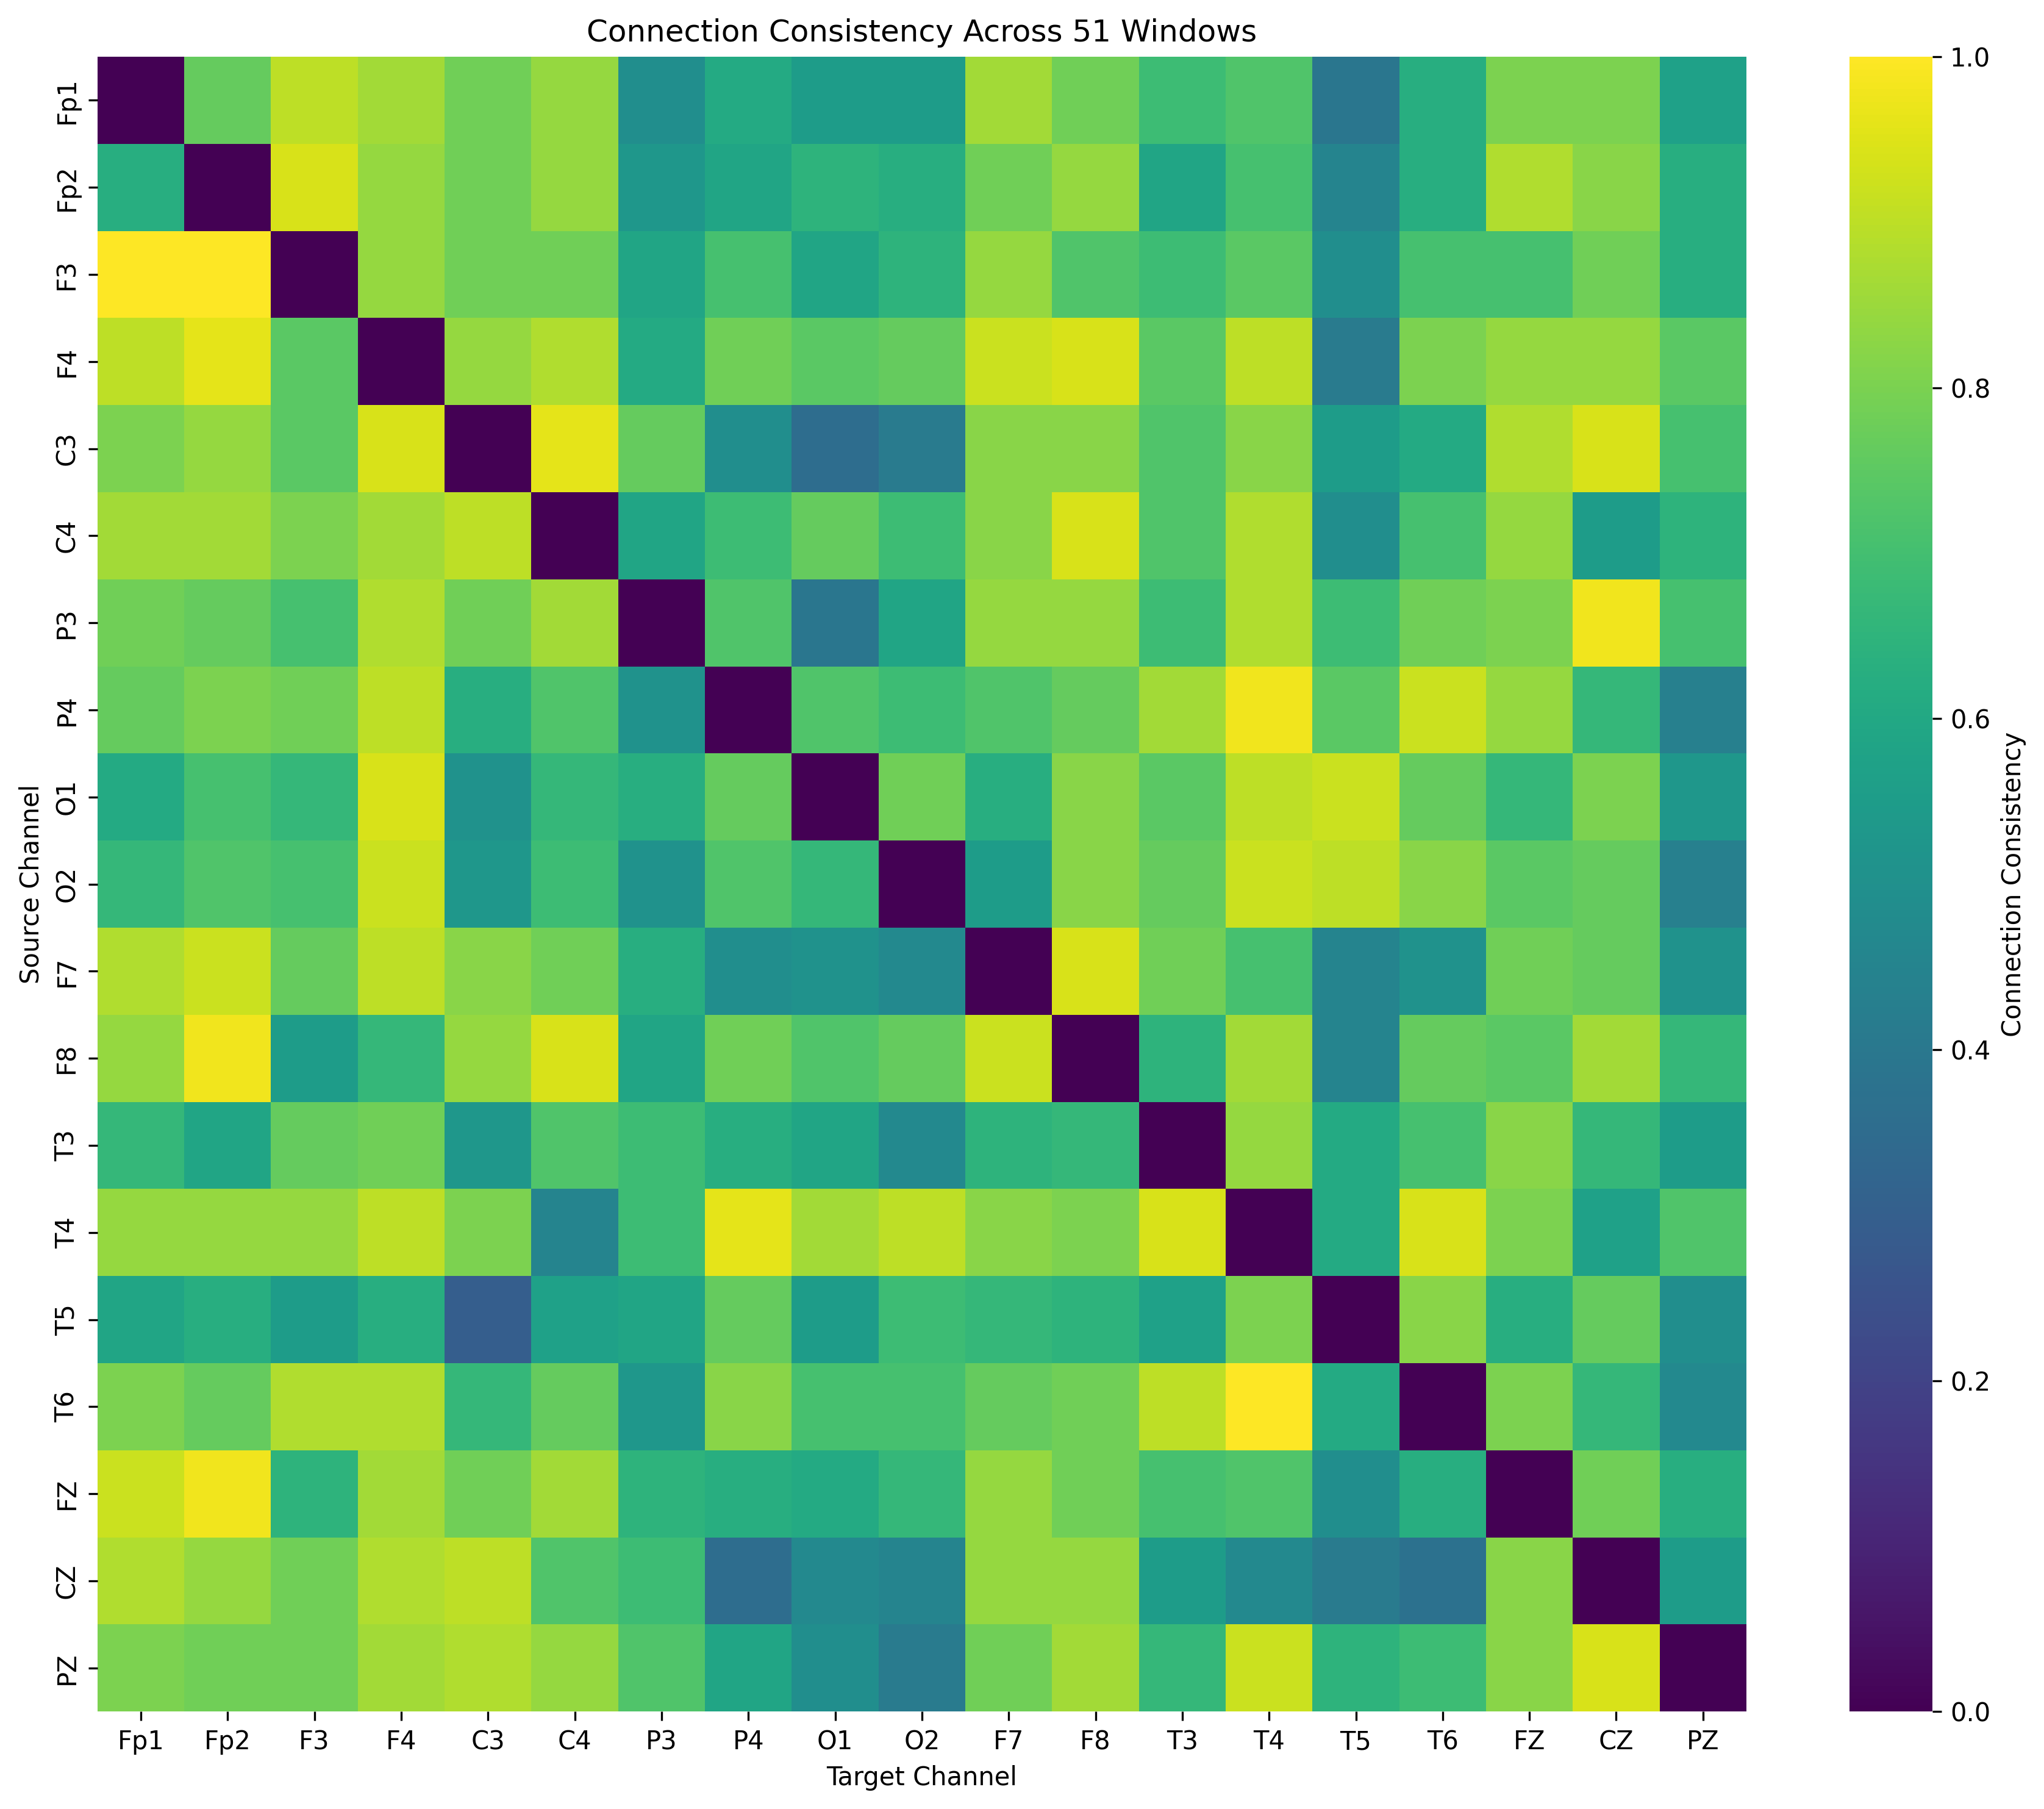 Connection Consistency Across 51 Windows
Source Channel
Fp1
Fp2
F3
F4
C3
C4
P3
P4
O1
O2
F7
F8
T3
T4
T5
T6
FZ
CZ
PZ
Fp1 Fp2 F3 F4 C3 C4 P3 P4 O1 O2 F7 F8 T3 T4 T5 T6 FZ CZ PZ
Target Channel
1.0
0.8
0.6
0.4
0.2
0.0
Connection Consistency